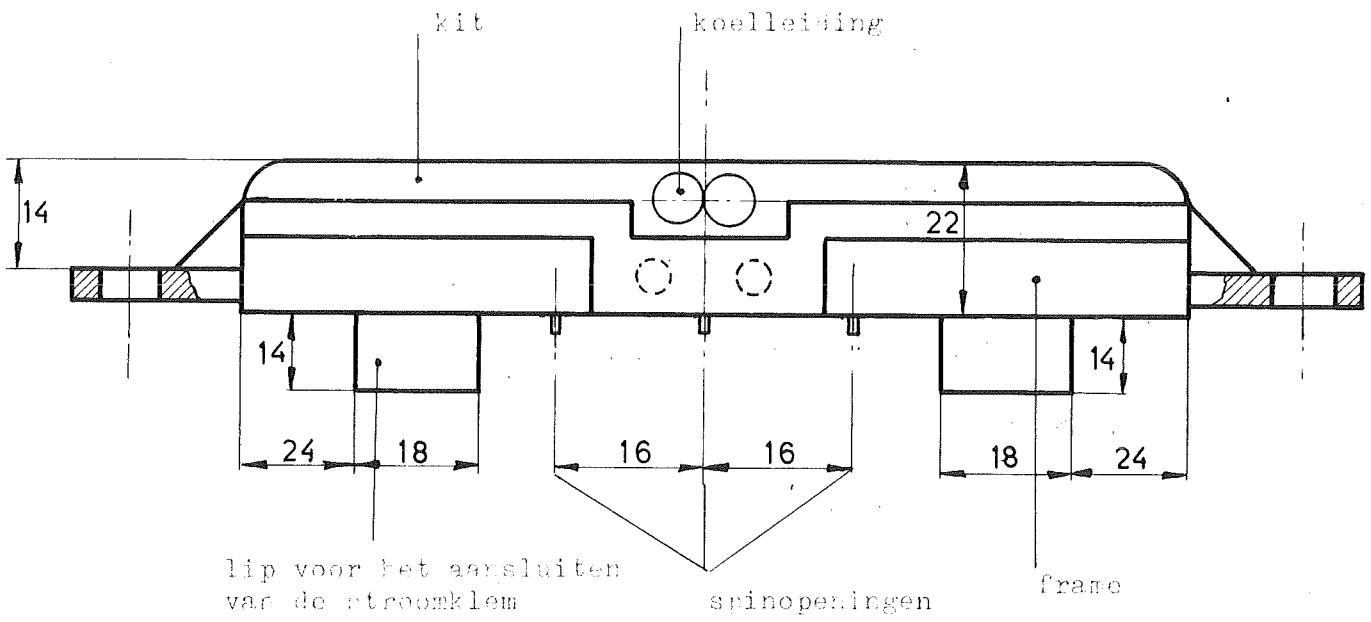 kit
koelleiding
14
22
14
14
24
18
16
16
18
24
lip voor het aansluiten
van de stroomklem
spinopeningen
frame